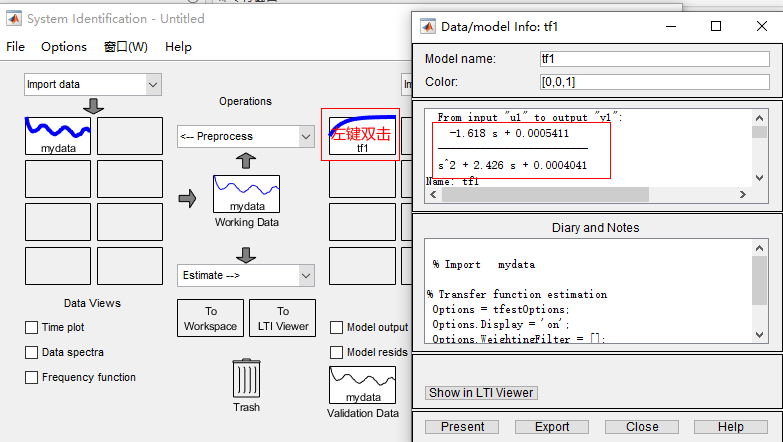 System Identification - Untitled
File Options 窗口(W) Help
Import data
Operations
mydata
<-- Preprocess
左键双击
tf1
mydata
Working Data
Estimate -->
Data Views
To
Workspace
To
LTI Viewer
Time plot
Data spectra
Frequency function
Model output
Model resids
Trash
mydata
Validation Data
Data/model Info: tf1
Model name:
tf1
Color:
[0,0,1]
From input "u1" to output "y1":
-1.618 s + 0.0005411
s^2 + 2.426 s + 0.0004041
Name: tf1
Diary and Notes
% Import mydata
% Transfer function estimation
Options = tfestOptions;
Options.Display = 'on';
Options.WeightingFilter = [];
Show in LTI Viewer
Present Export Close Help